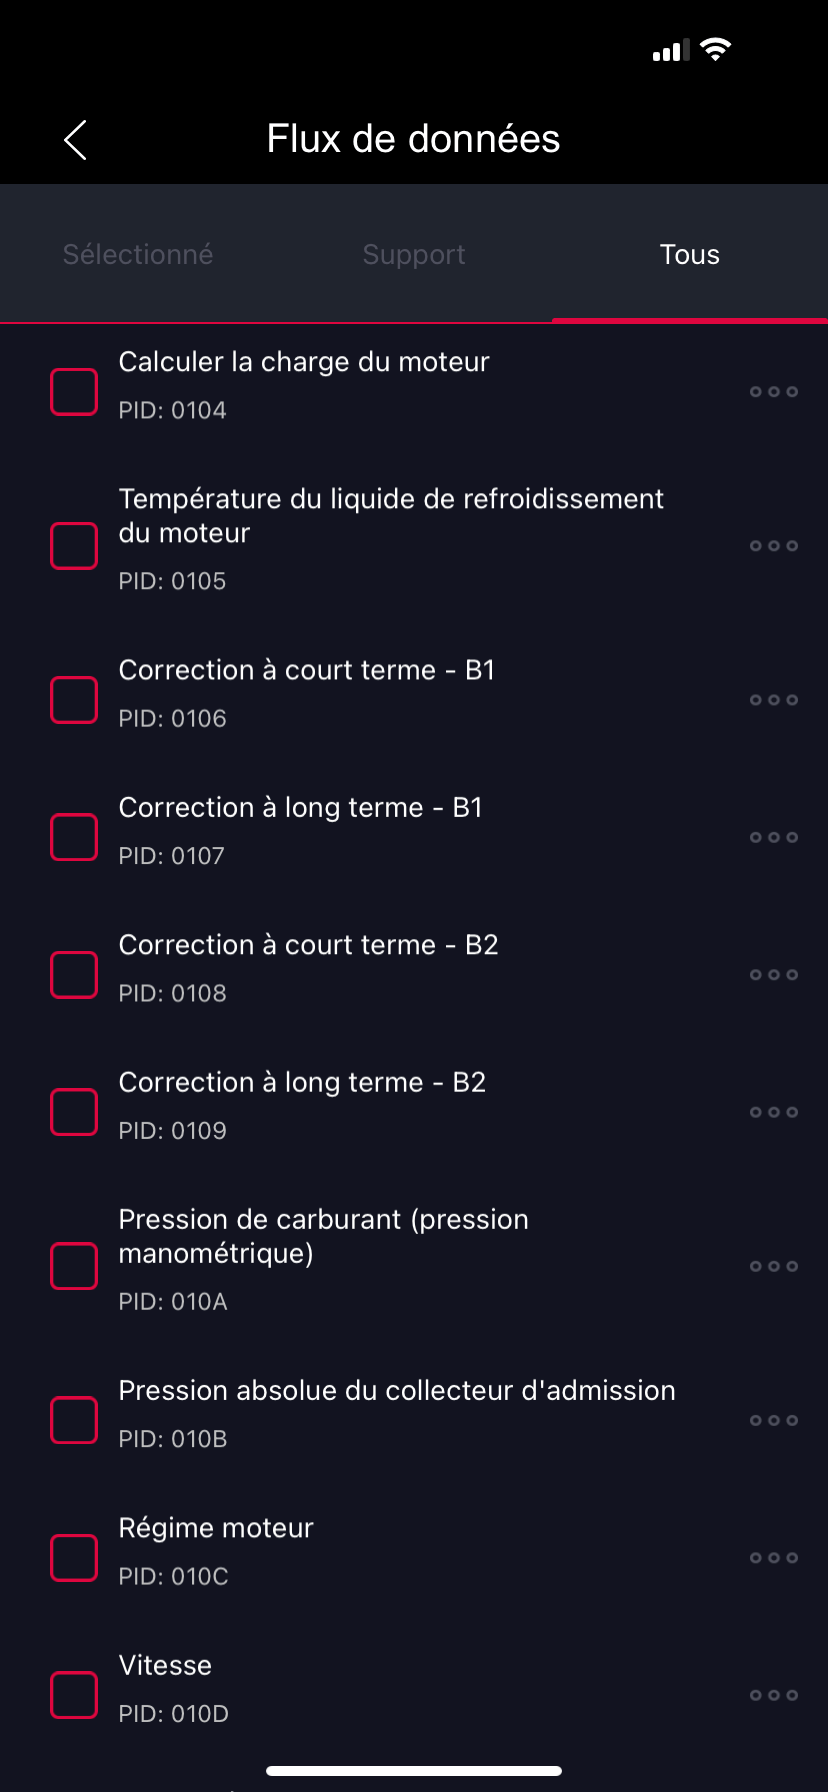 Flux de données
Sélectionné
Support
Tous
Calculer la charge du moteur
PID: 0104
Température du liquide de refroidissement
du moteur
PID: 0105
Correction à court terme - B1
PID: 0106
Correction à long terme - B1
PID: 0107
Correction à court terme - B2
PID: 0108
Correction à long terme - B2
PID: 0109
Pression de carburant (pression
manométrique)
PID: 010A
Pression absolue du collecteur d'admission
PID: 010B
Régime moteur
PID: 010C
Vitesse
PID: 010D